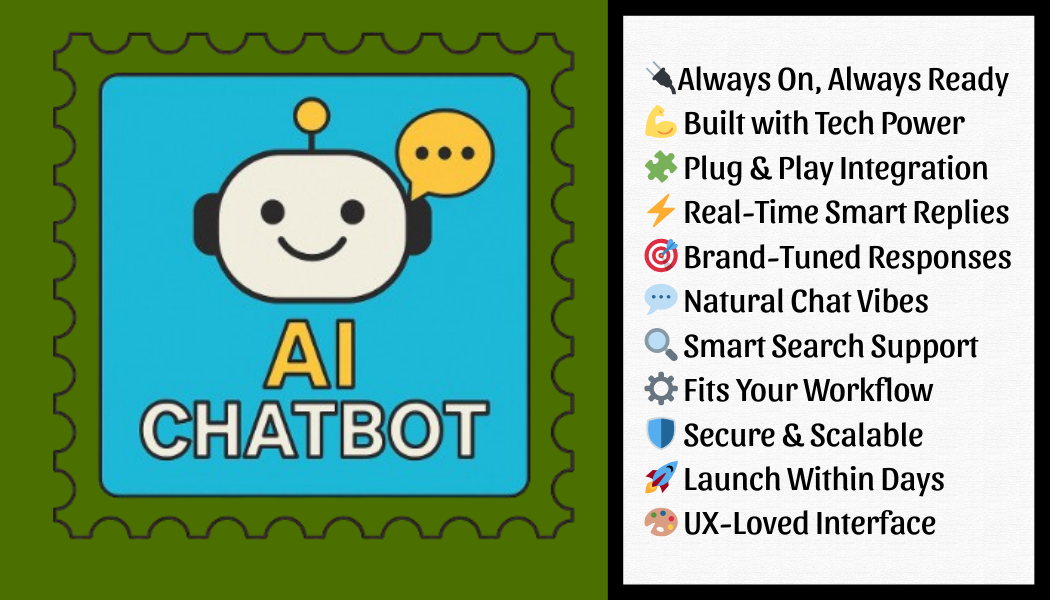 AI
CHATBOT
🔌Always On, Always Ready
💪 Built with Tech Power
🧩 Plug & Play Integration
⚡ Real-Time Smart Replies
🎯 Brand-Tuned Responses
💬 Natural Chat Vibes
🔍 Smart Search Support
⚙️ Fits Your Workflow
🛡️ Secure & Scalable
🚀 Launch Within Days
🎨 UX-Loved Interface